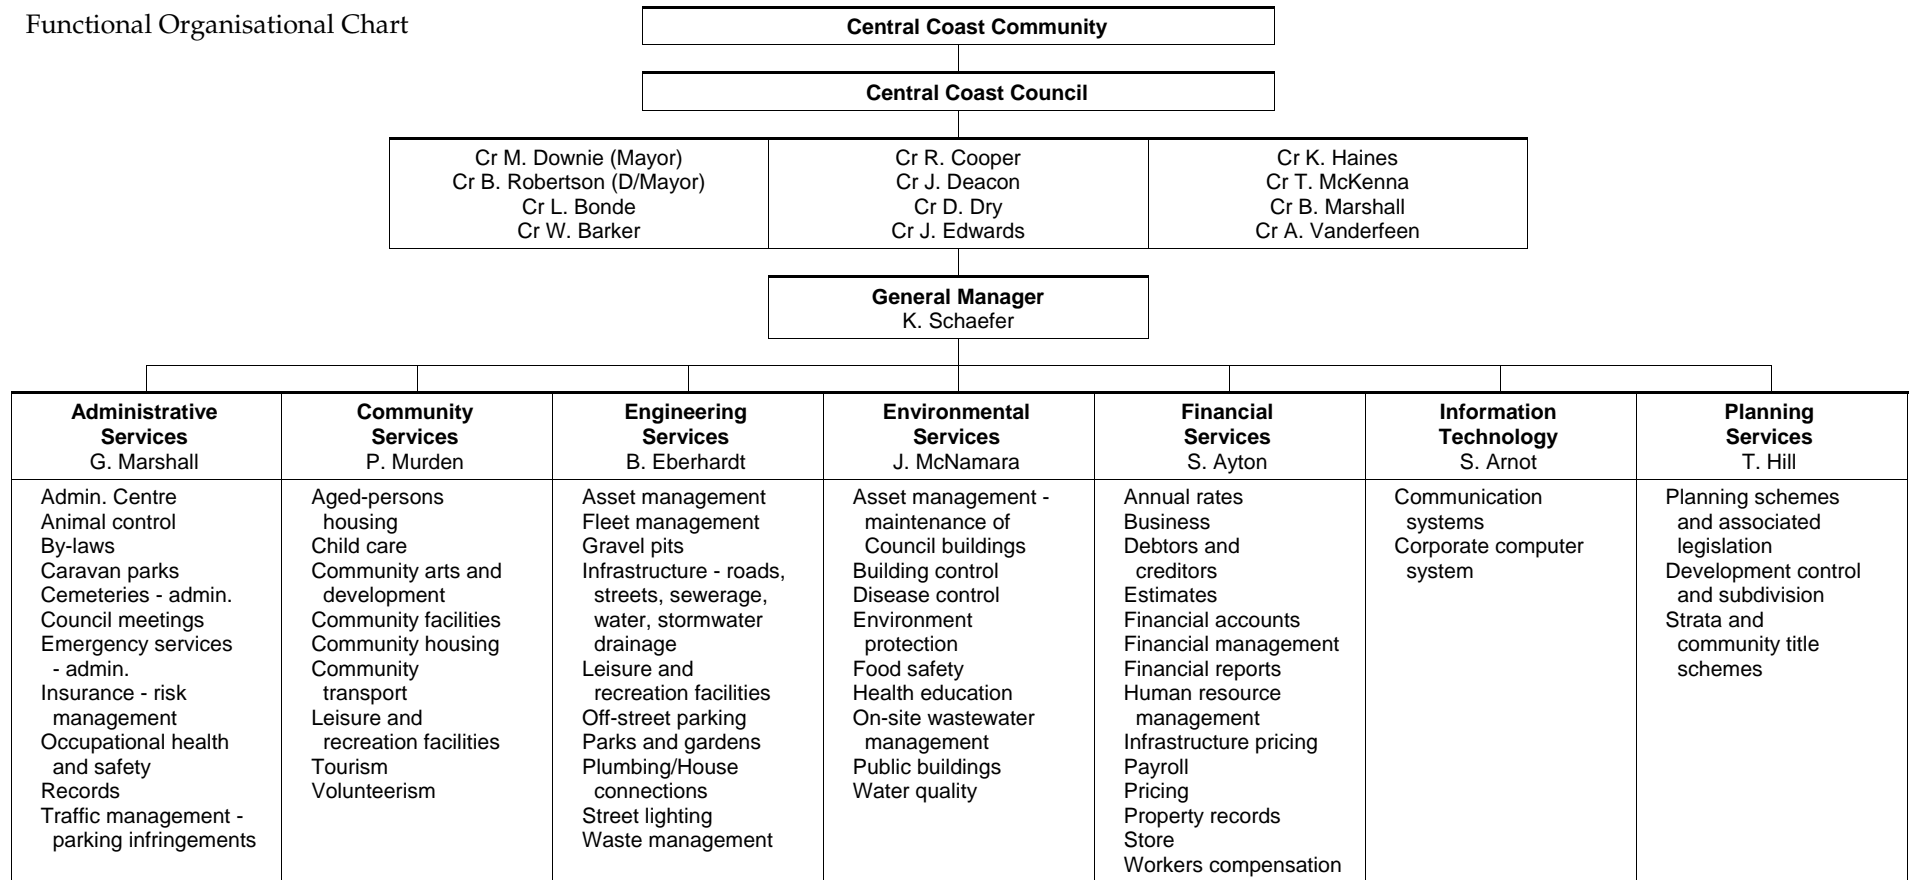 Functional Organisational Chart
Central Coast Community
Central Coast Council
Cr M. Downie (Mayor)
Cr B. Robertson (D/Mayor)
Cr L. Bonde
Cr W. Barker
Cr R. Cooper
Cr J. Deacon
Cr D. Dry
Cr J. Edwards
Cr K. Haines
Cr T. McKenna
Cr B. Marshall
Cr A. Vanderfeen
General Manager
K. Schaefer
Administrative
Services
G. Marshall
Admin. Centre
Animal control
By-laws
Caravan parks
Cemeteries - admin.
Council meetings
Emergency services
- admin.
Insurance - risk
management
Occupational health
and safety
Records
Traffic management -
parking infringements
Community
Services
P. Murden
Aged-persons
housing
Child care
Community arts and
development
Community facilities
Community housing
Community
transport
Leisure and
recreation facilities
Tourism
Volunteerism
Engineering
Services
B. Eberhardt
Asset management
Fleet management
Gravel pits
Infrastructure - roads,
streets, sewerage,
water, stormwater
drainage
Leisure and
recreation facilities
Off-street parking
Parks and gardens
Plumbing/House
connections
Street lighting
Waste management
Environmental
Services
J. McNamara
Asset management -
maintenance of
Council buildings
Building control
Disease control
Environment
protection
Food safety
Health education
On-site wastewater
management
Public buildings
Water quality
Financial
Services
S. Ayton
Annual rates
Business
Debtors and
creditors
Estimates
Financial accounts
Financial management
Financial reports
Human resource
management
Infrastructure pricing
Payroll
Pricing
Property records
Store
Workers compensation
Information
Technology
S. Arnot
Communication
systems
Corporate computer
system
Planning
Services
T. Hill
Planning schemes
and associated
legislation
Development control
and subdivision
Strata and
community title
schemes